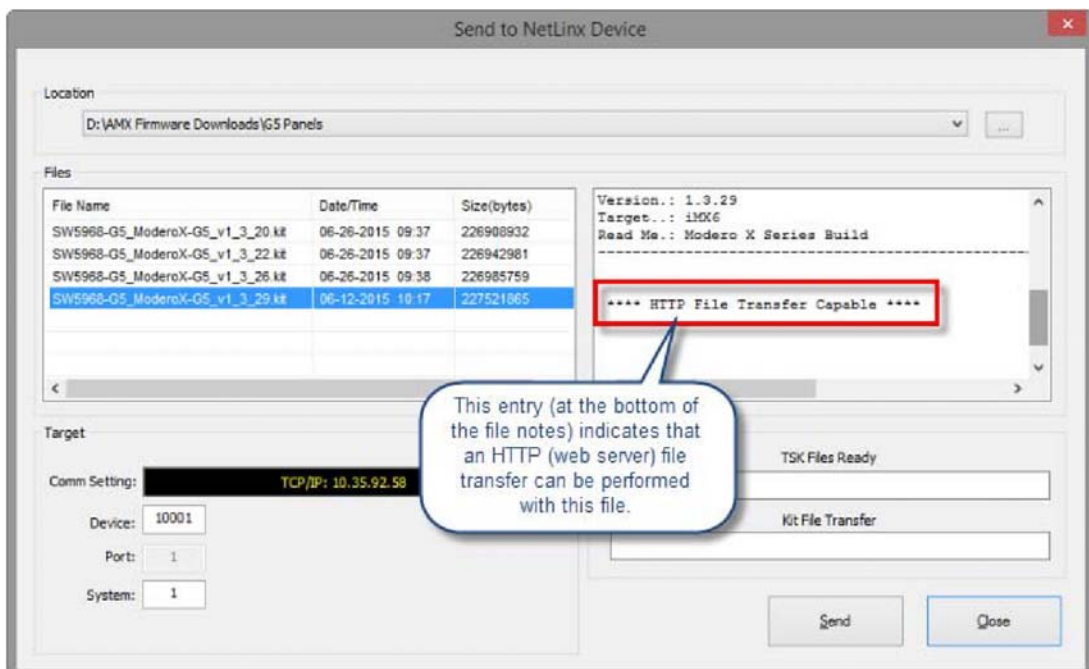 Send to NetLinx Device
Location
D:\AMX Firmware Downloads\G5 Panels
...
Files
File Name Date/Time Size(bytes)
SW5968-G5_ModeroX-G5_v1_3_20.kit 06-26-2015 09:37 226908932
SW5968-G5_ModeroX-G5_v1_3_22.kit 06-26-2015 09:37 226942981
SW5968-G5_ModeroX-G5_v1_3_26.kit 06-26-2015 09:38 226985759
SW5968-G5_ModeroX-G5_v1_3_29.kit 06-12-2015 10:17 227521865
Version.: 1.3.29
Target..: iMX6
Read Me.: Modero X Series Build
**** HTTP File Transfer Capable ****
This entry (at the bottom of
the file notes) indicates that
an HTTP (web server) file
transfer can be performed
with this file.
Target
Comm Setting: TCP/IP: 10.35.92.58
Device: 10001
Port: 1
System: 1
TSK Files Ready
Kit File Transfer
Send
Close